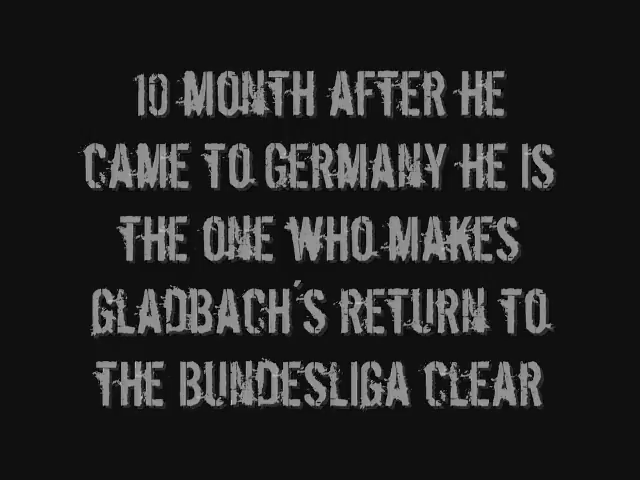 10 MONTH AFTER HE
CAME TO GERMANY HE IS
THE ONE WHO MAKES
GLADBACH'S RETURN TO
THE BUNDESLIGA CLEAR